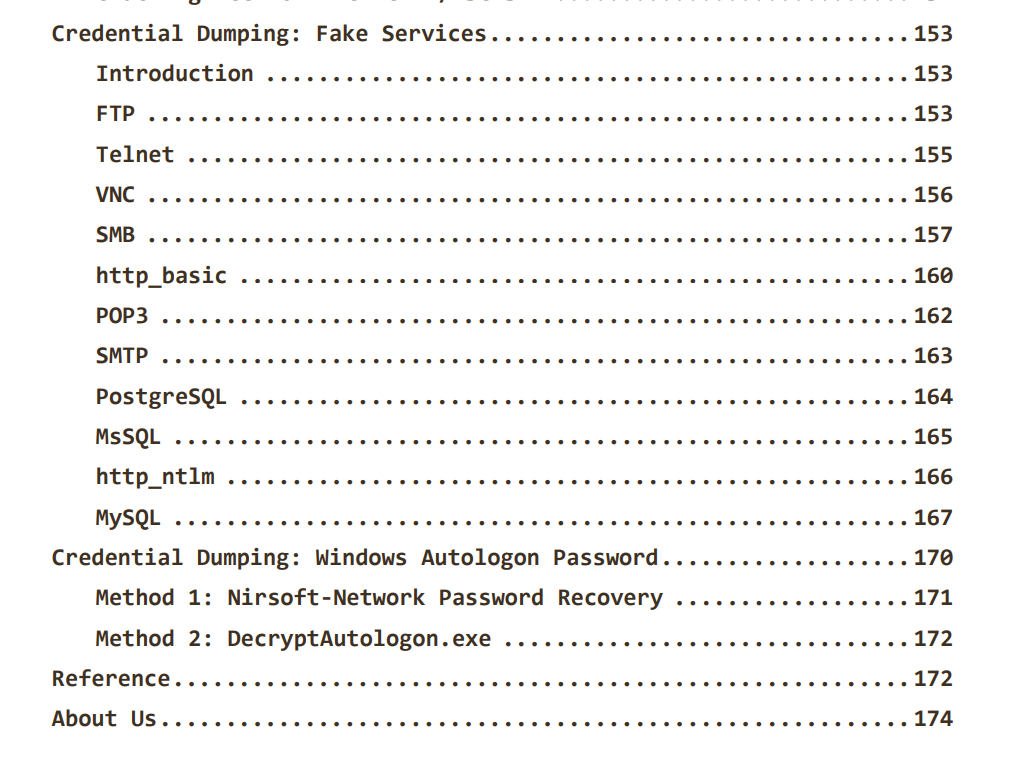 Credential Dumping: Fake Services................................153
Introduction .................................................153
FTP ..........................................................153
Telnet .......................................................155
VNC ..........................................................156
SMB ..........................................................157
http_basic ...................................................160
POP3 .........................................................162
SMTP .........................................................163
PostgreSQL ...................................................164
MsSQL ........................................................165
http_ntlm ....................................................166
MySQL ........................................................167
Credential Dumping: Windows Autologon Password...................170
Method 1: Nirsoft-Network Password Recovery ..................171
Method 2: DecryptAutologon.exe ...............................172
Reference........................................................172
About Us.........................................................174